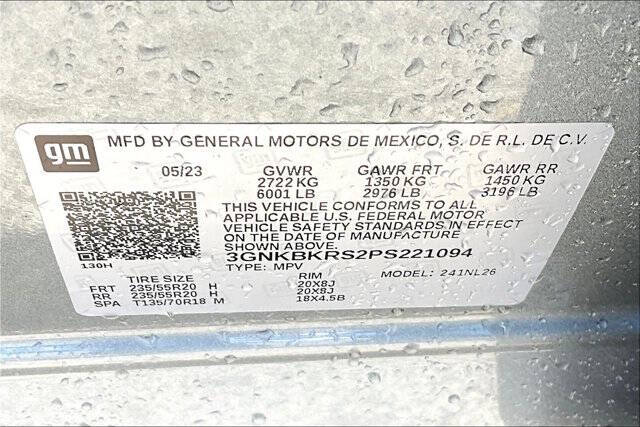 gm MFD BY GENERAL MOTORS DE MEXICO, S. DE R.L. DE C.V.
05/23 GVWR GAWR FRT GAWR RR
2722 KG 1350 KG 1450 KG
6001 LB 2976 LB 3196 LB
THIS VEHICLE CONFORMS TO ALL
APPLICABLE U.S. FEDERAL MOTOR
VEHICLE SAFETY STANDARDS IN EFFECT
ON THE DATE OF MANUFACTURE
SHOWN ABOVE.
130H 3GNKBKRS2PS221094
TYPE: MPV MODEL: 241NL26
TIRE SIZE RIM
FRT 235/55R20 H 20X8J
RR 235/55R20 H 20X8J
SPA T135/70R18 M 18X4.5B